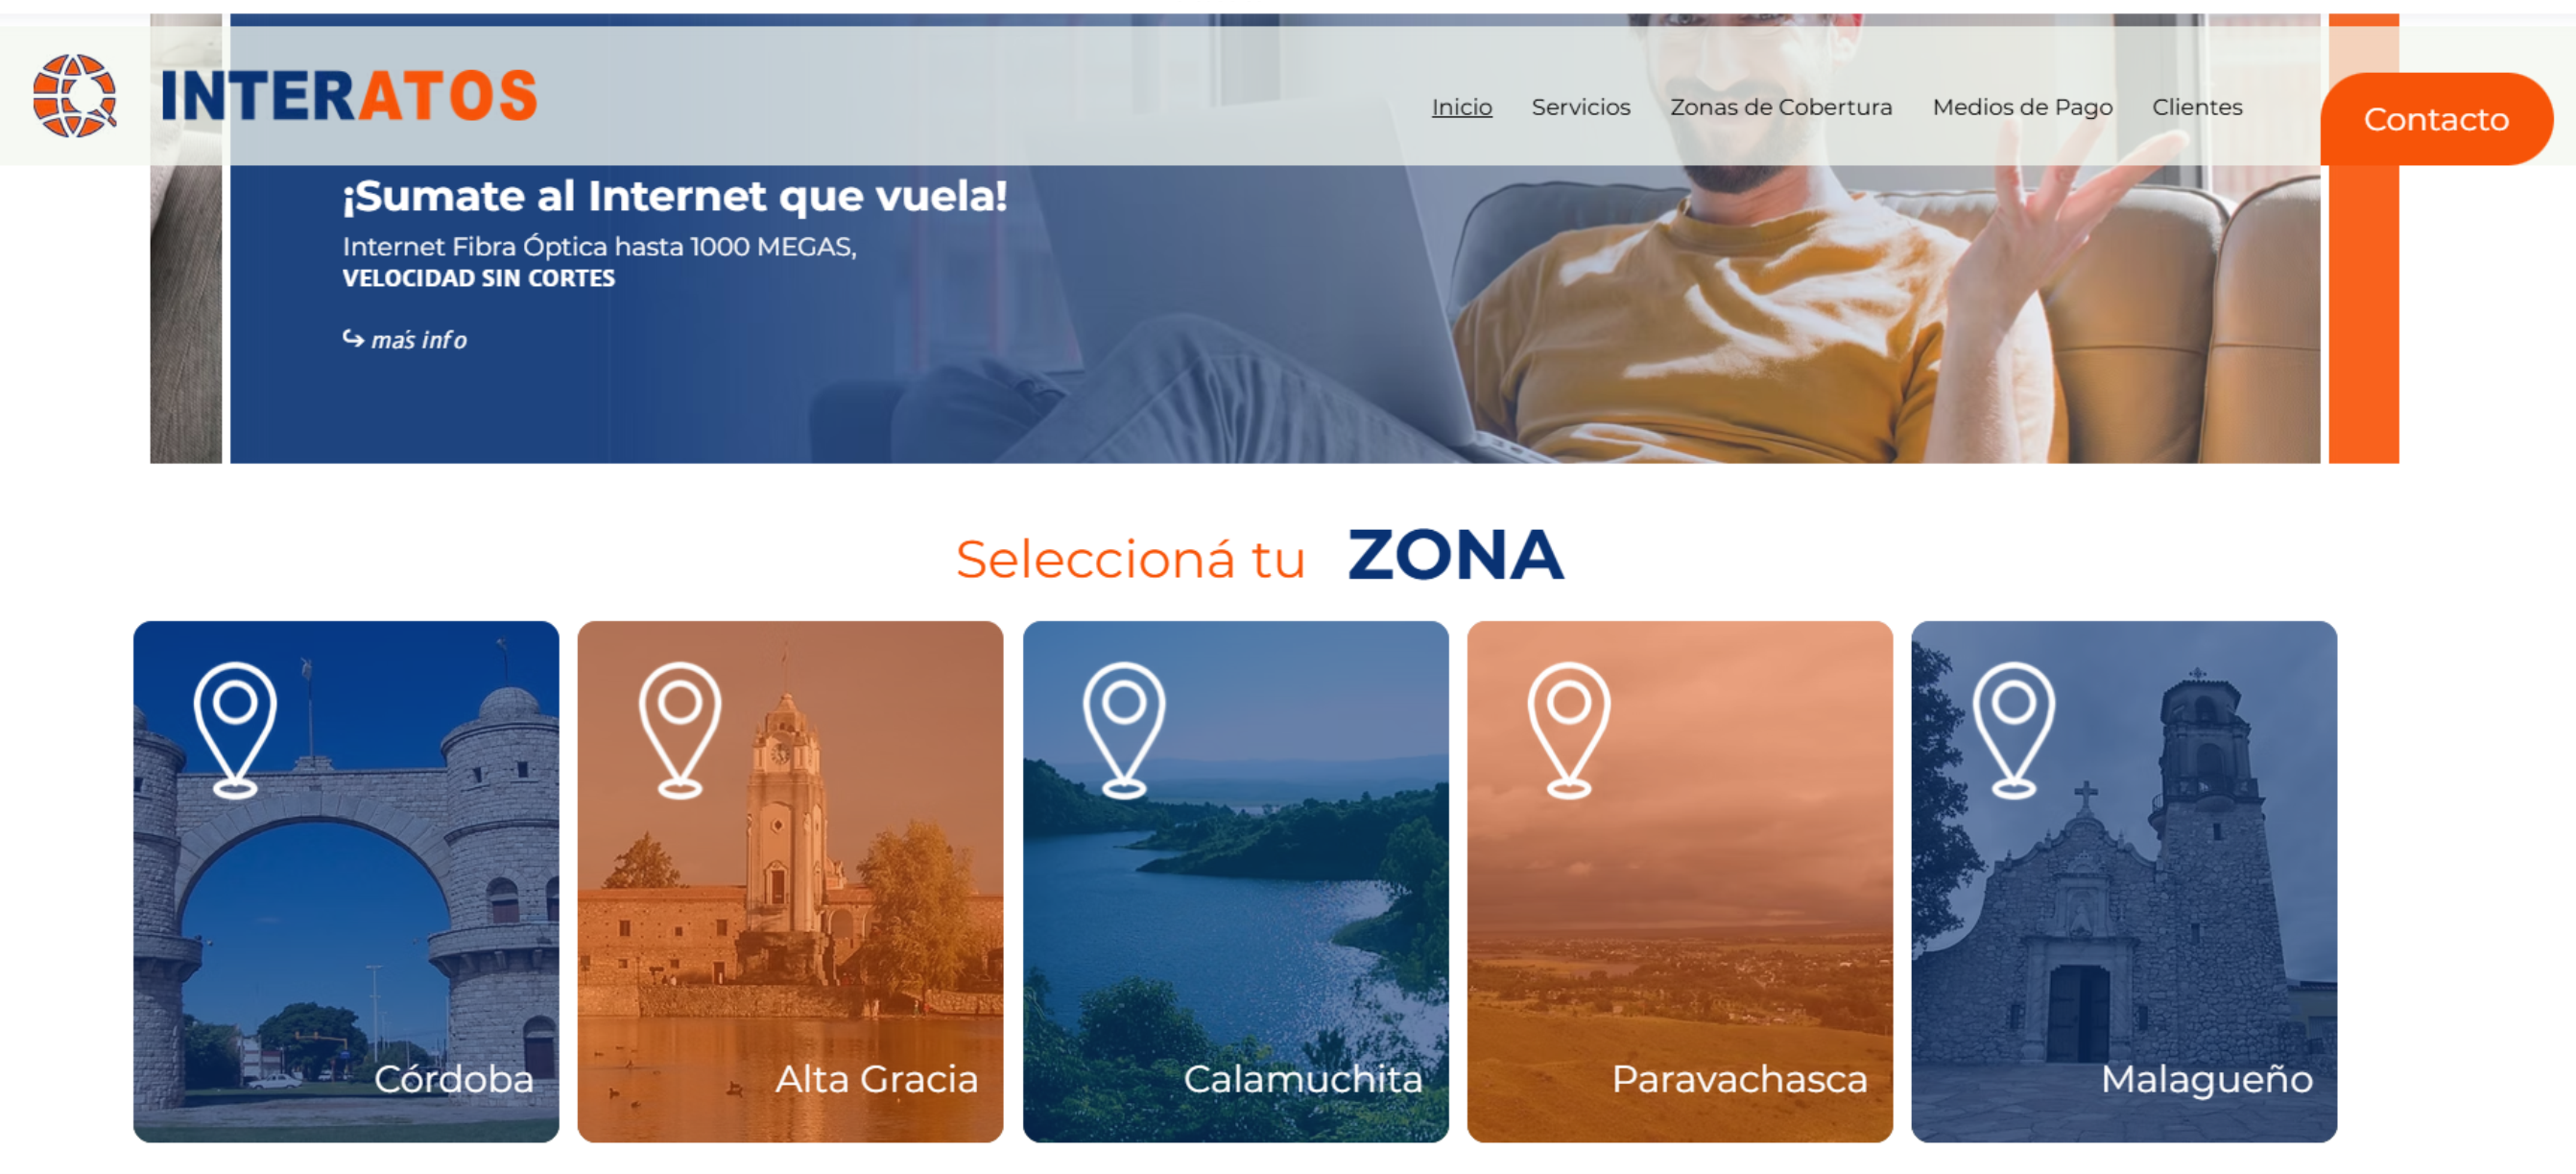 INTERATOS
Inicio Servicios Zonas de Cobertura Medios de Pago Clientes Contacto
¡Sumate al Internet que vuela!
Internet Fibra Óptica hasta 1000 MEGAS,
VELOCIDAD SIN CORTES
más info
Seleccioná tu ZONA
Córdoba
Alta Gracia
Calamuchita
Paravachasca
Malagueño